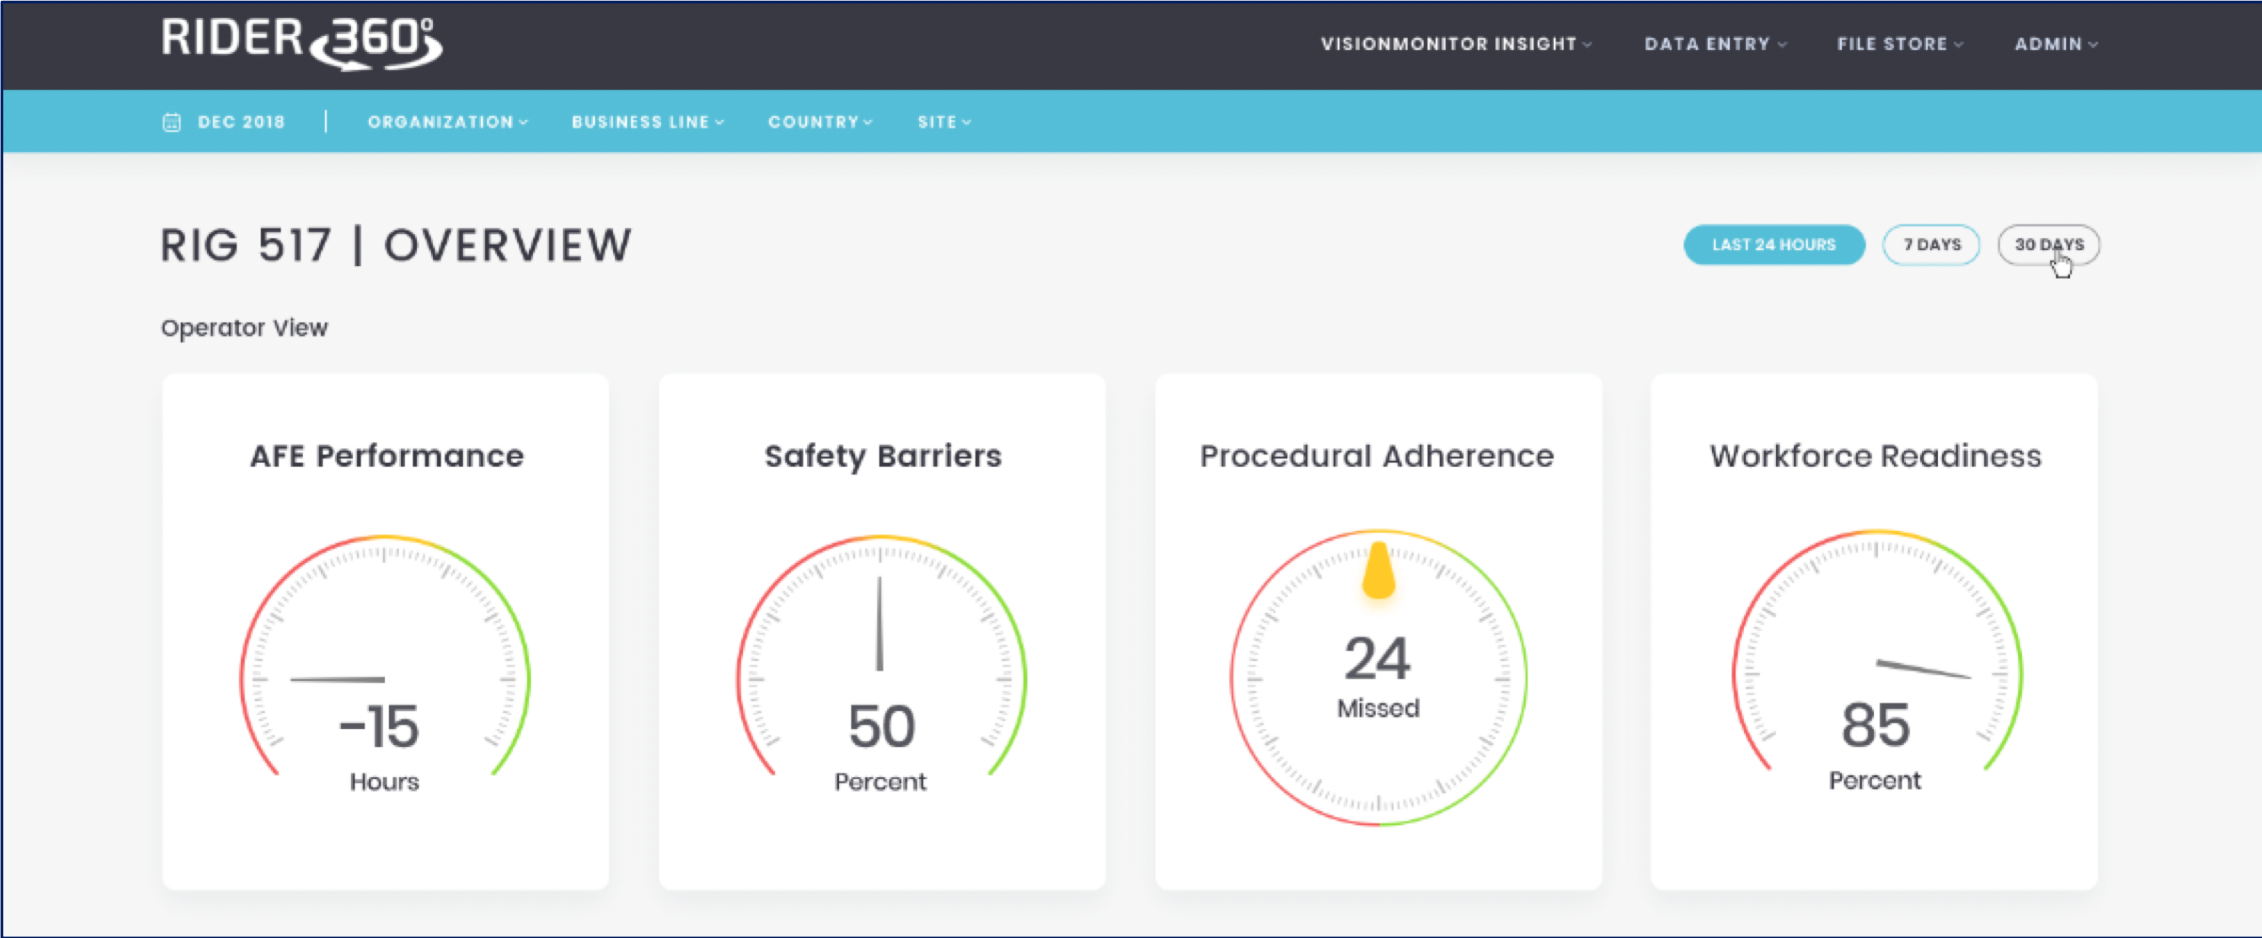 RIDER 360°
VISIONMONITOR INSIGHT
DATA ENTRY
FILE STORE
ADMIN
DEC 2018
ORGANIZATION
BUSINESS LINE
COUNTRY
SITE
RIG 517 | OVERVIEW
LAST 24 HOURS
7 DAYS
30 DAYS
Operator View
AFE Performance
-15
Hours
Safety Barriers
50
Percent
Procedural Adherence
24
Missed
Workforce Readiness
85
Percent